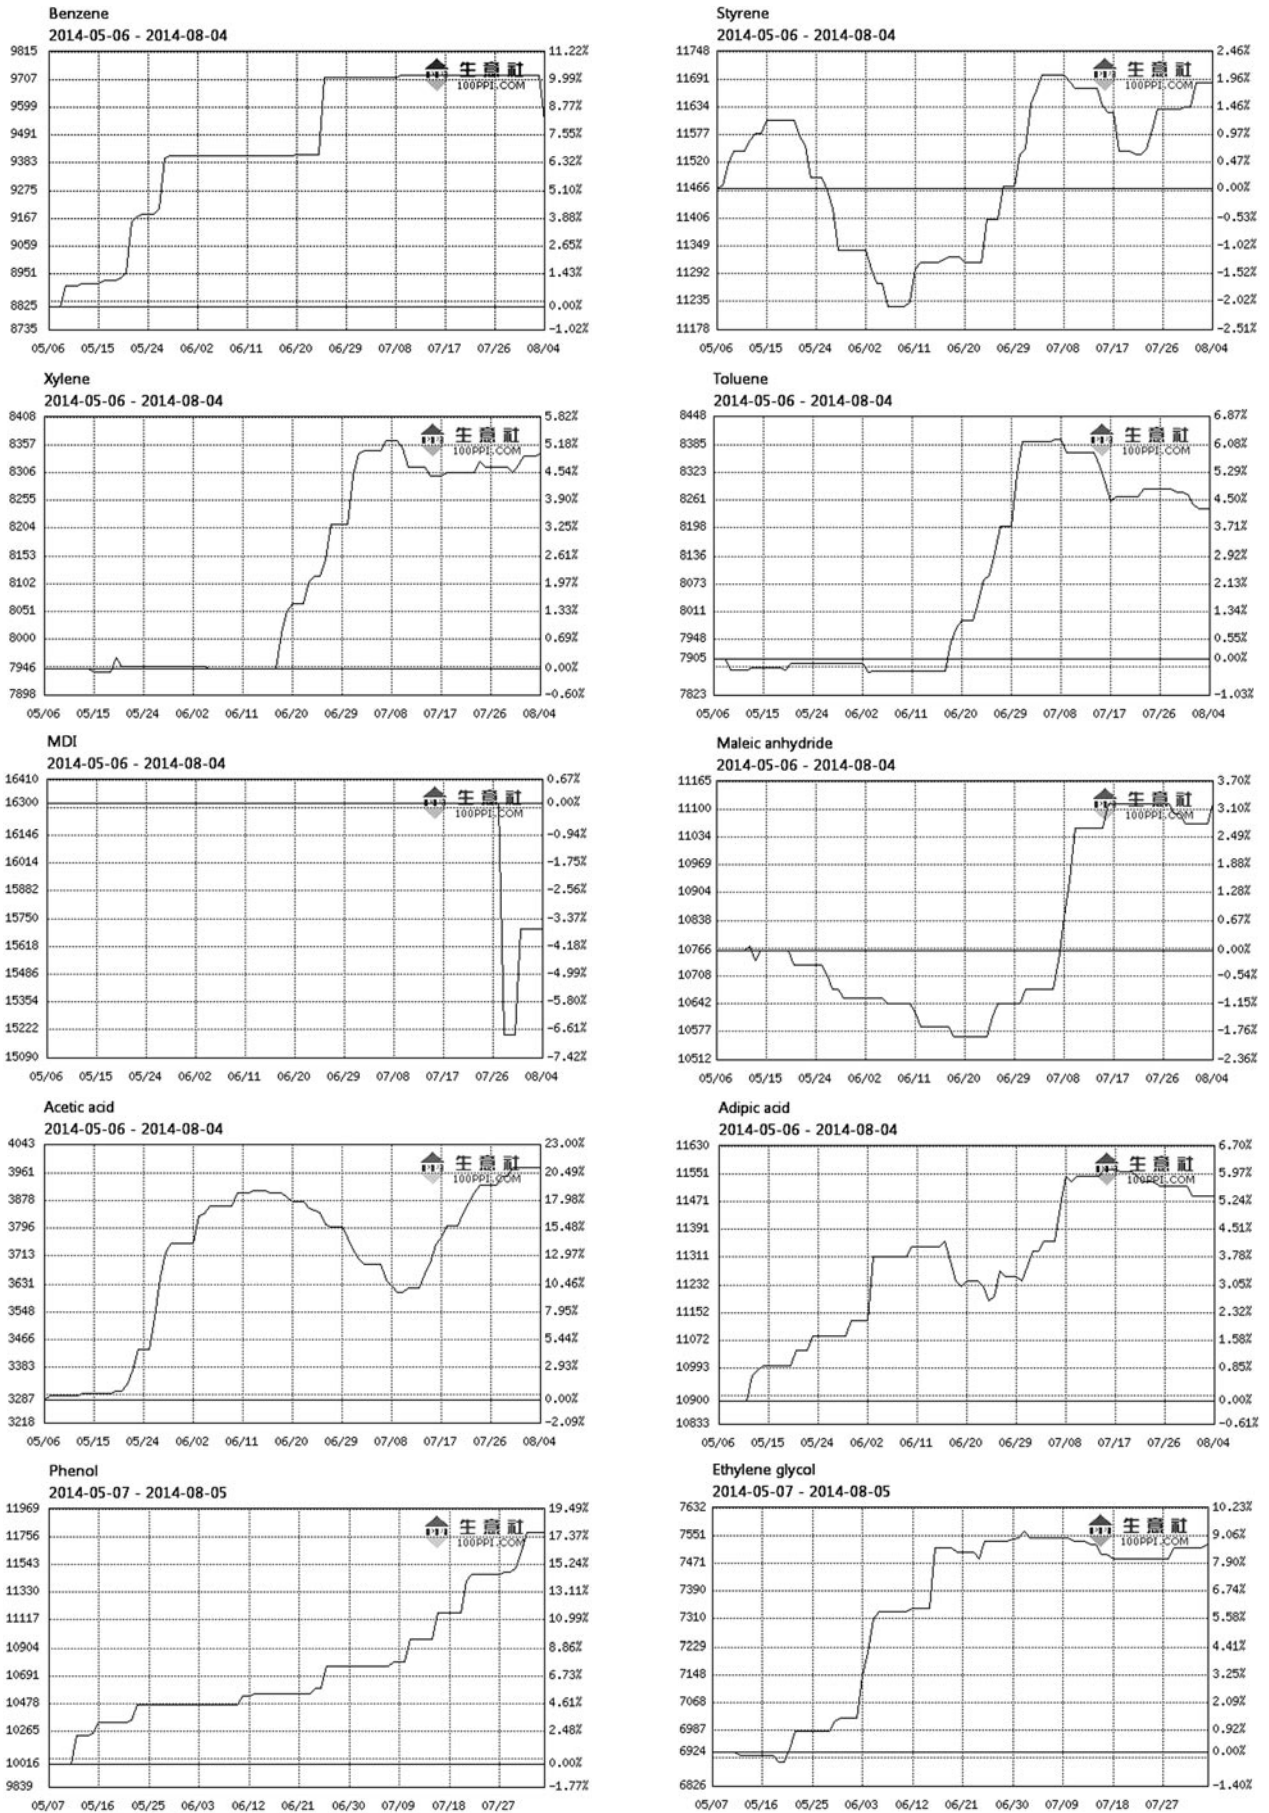 Benzene
2014-05-06 - 2014-08-04
9815 11.22%
9707 9.99%
9599 8.77%
9491 7.55%
9383 6.32%
9275 5.10%
9167 3.88%
9059 2.65%
8951 1.43%
8825 0.00%
8735 -1.02%
05/06 05/15 05/24 06/02 06/11 06/20 06/29 07/08 07/17 07/26 08/04
生意社
100PPI.COM
Styrene
2014-05-06 - 2014-08-04
11748 2.46%
11691 1.96%
11634 1.46%
11577 0.97%
11520 0.47%
11466 0.00%
11406 -0.53%
11349 -1.02%
11292 -1.52%
11235 -2.02%
11178 -2.51%
05/06 05/15 05/24 06/02 06/11 06/20 06/29 07/08 07/17 07/26 08/04
生意社
100PPI.COM
Xylene
2014-05-06 - 2014-08-04
8408 5.82%
8357 5.18%
8306 4.54%
8255 3.90%
8204 3.25%
8153 2.61%
8102 1.97%
8051 1.33%
8000 0.69%
7946 0.00%
7898 -0.60%
05/06 05/15 05/24 06/02 06/11 06/20 06/29 07/08 07/17 07/26 08/04
生意社
100PPI.COM
Toluene
2014-05-06 - 2014-08-04
8448 6.87%
8385 6.08%
8323 5.29%
8261 4.50%
8198 3.71%
8136 2.92%
8073 2.13%
8011 1.34%
7948 0.55%
7905 0.00%
7823 -1.03%
05/06 05/15 05/24 06/02 06/11 06/20 06/29 07/08 07/17 07/26 08/04
生意社
100PPI.COM
MDI
2014-05-06 - 2014-08-04
16410 0.67%
16300 0.00%
16146 -0.94%
16014 -1.75%
15882 -2.56%
15750 -3.37%
15618 -4.18%
15486 -4.99%
15354 -5.80%
15222 -6.61%
15090 -7.42%
05/06 05/15 05/24 06/02 06/11 06/20 06/29 07/08 07/17 07/26 08/04
生意社
100PPI.COM
Maleic anhydride
2014-05-06 - 2014-08-04
11165 3.70%
11100 3.10%
11034 2.49%
10969 1.88%
10904 1.28%
10838 0.67%
10766 0.00%
10708 -0.54%
10642 -1.15%
10577 -1.76%
10512 -2.36%
05/06 05/15 05/24 06/02 06/11 06/20 06/29 07/08 07/17 07/26 08/04
生意社
100PPI.COM
Acetic acid
2014-05-06 - 2014-08-04
4043 23.00%
3961 20.49%
3878 17.98%
3796 15.48%
3713 12.97%
3631 10.46%
3548 7.95%
3466 5.44%
3383 2.93%
3287 0.00%
3218 -2.09%
05/06 05/15 05/24 06/02 06/11 06/20 06/29 07/08 07/17 07/26 08/04
生意社
100PPI.COM
Adipic acid
2014-05-06 - 2014-08-04
11630 6.70%
11551 5.97%
11471 5.24%
11391 4.51%
11311 3.78%
11232 3.05%
11152 2.32%
11072 1.58%
10993 0.85%
10900 0.00%
10833 -0.61%
05/06 05/15 05/24 06/02 06/11 06/20 06/29 07/08 07/17 07/26 08/04
生意社
100PPI.COM
Phenol
2014-05-07 - 2014-08-05
11969 19.49%
11756 17.37%
11543 15.24%
11330 13.11%
11117 10.99%
10904 8.86%
10691 6.73%
10478 4.61%
10265 2.48%
10016 0.00%
9839 -1.77%
05/07 05/16 05/25 06/03 06/12 06/21 06/30 07/09 07/18 07/27
生意社
100PPI.COM
Ethylene glycol
2014-05-07 - 2014-08-05
7632 10.23%
7551 9.06%
7471 7.90%
7390 6.74%
7310 5.58%
7229 4.41%
7148 3.25%
7068 2.09%
6987 0.92%
6924 0.00%
6826 -1.40%
05/07 05/16 05/25 06/03 06/12 06/21 06/30 07/09 07/18 07/27
生意社
100PPI.COM